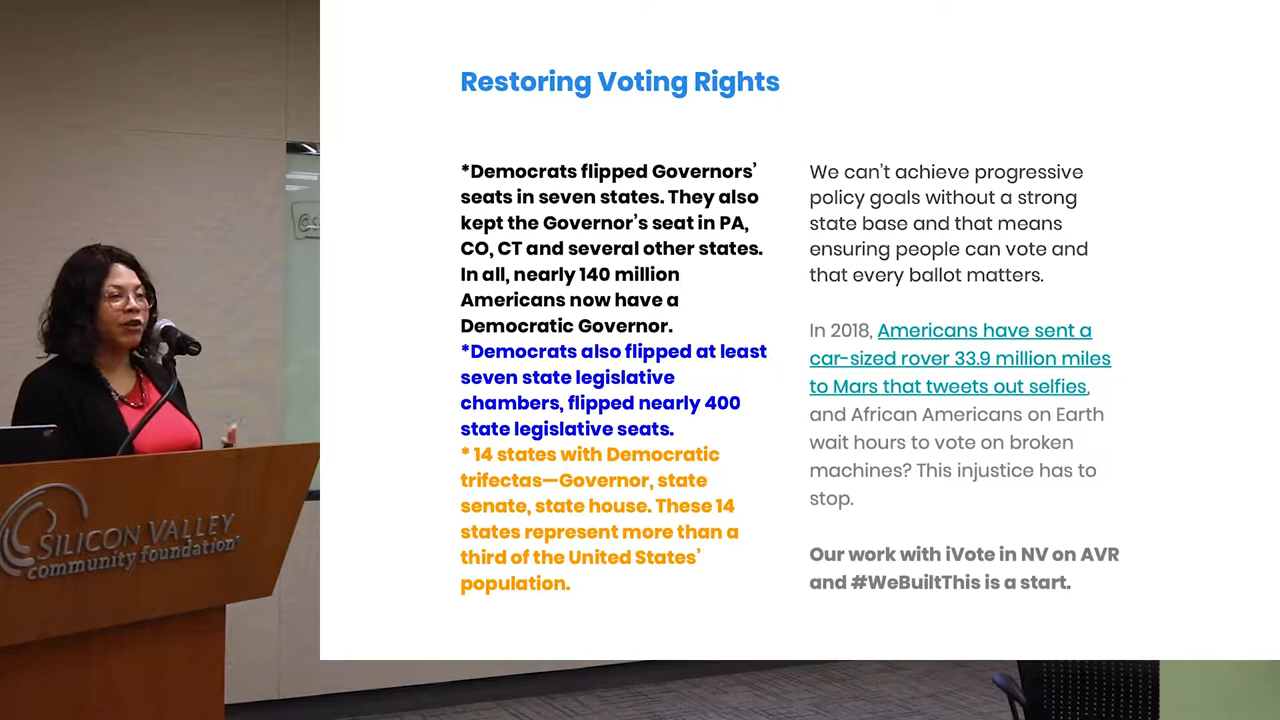 Restoring Voting Rights
*Democrats flipped Governors'
seats in seven states. They also
kept the Governor's seat in PA,
CO, CT and several other states.
In all, nearly 140 million
Americans now have a
Democratic Governor.
*Democrats also flipped at least
seven state legislative
chambers, flipped nearly 400
state legislative seats.
* 14 states with Democratic
trifectas—Governor, state
senate, state house. These 14
states represent more than a
third of the United States'
population.
We can't achieve progressive
policy goals without a strong
state base and that means
ensuring people can vote and
that every ballot matters.
In 2018, Americans have sent a
car-sized rover 33.9 million miles
to Mars that tweets out selfies,
and African Americans on Earth
wait hours to vote on broken
machines? This injustice has to
stop.
Our work with iVote in NV on AVR
and #WeBuiltThis is a start.
SILICON VALLEY
community foundation